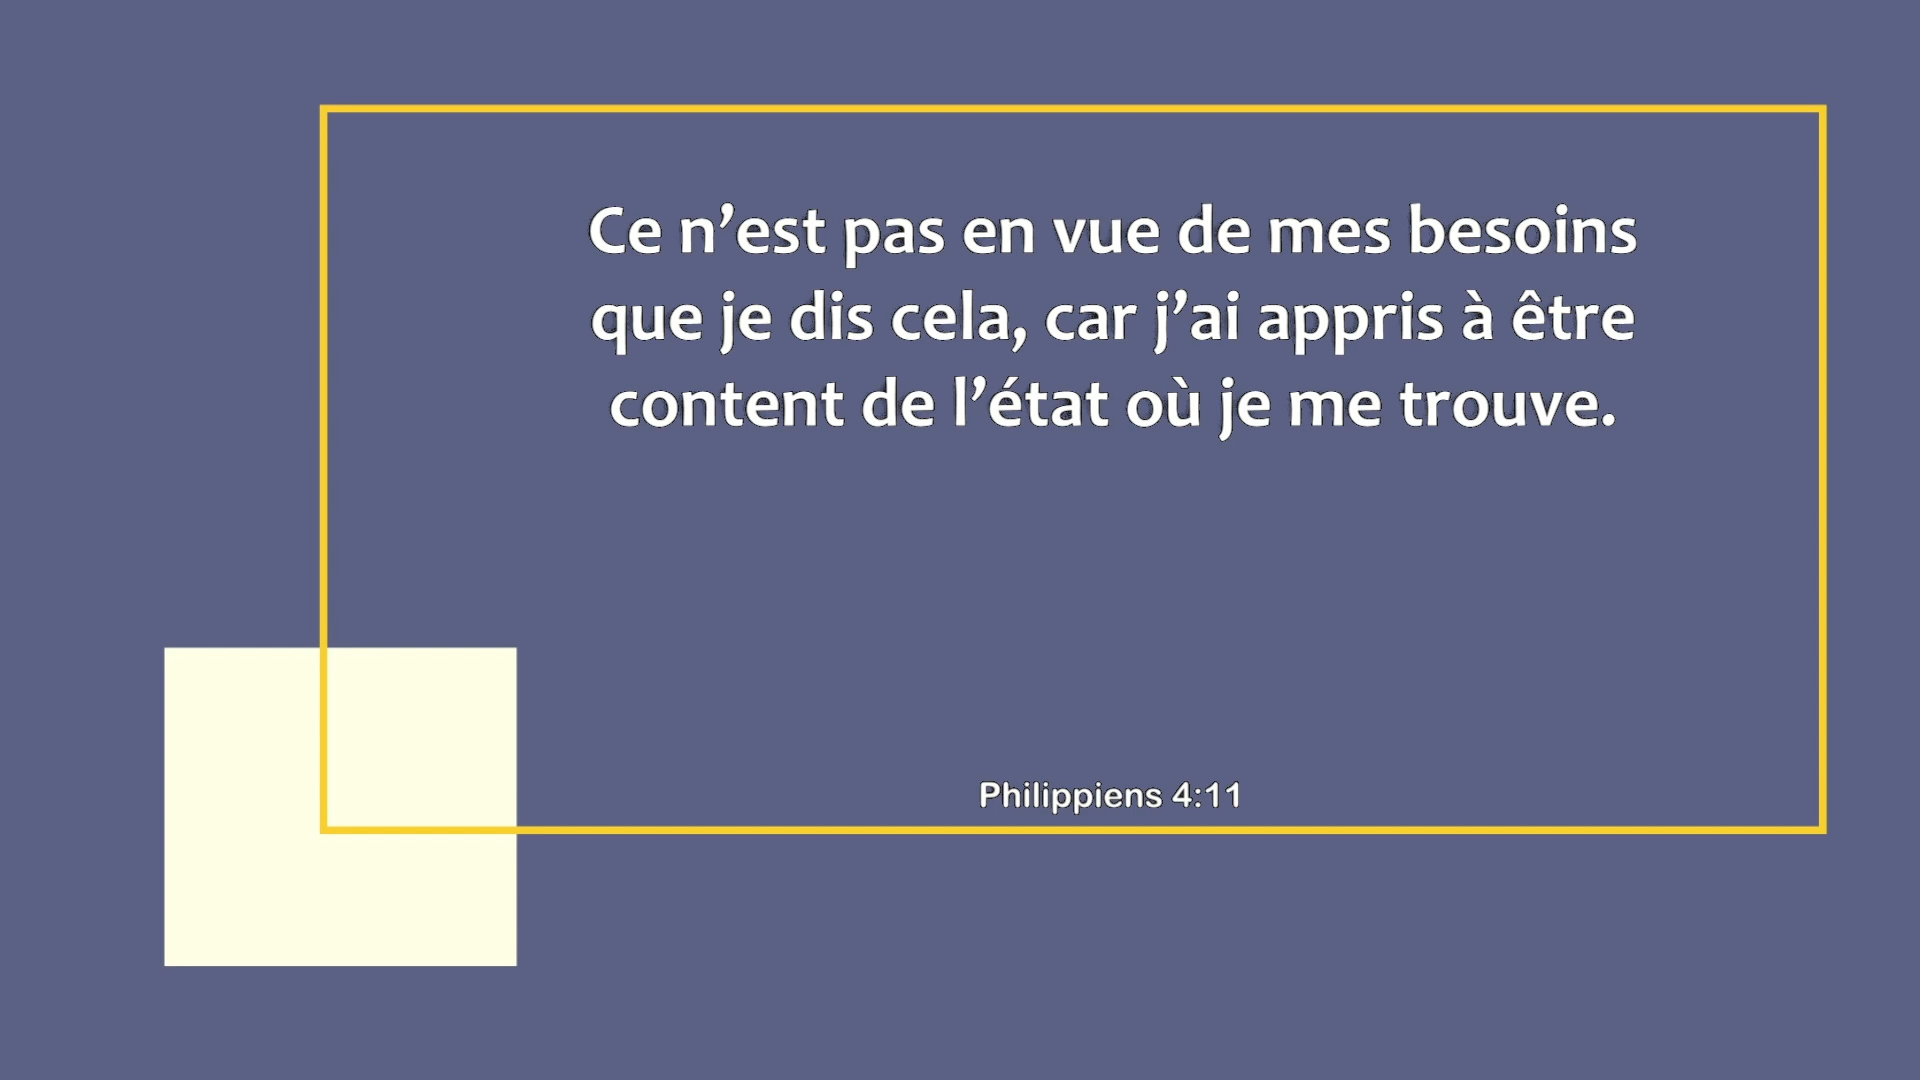 Ce n’est pas en vue de mes besoins
que je dis cela, car j’ai appris à être
content de l’état où je me trouve.
Philippiens 4:11